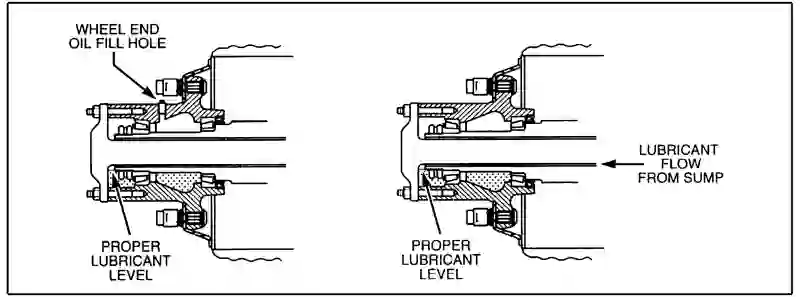 WHEEL END
OIL FILL HOLE
PROPER
LUBRICANT
LEVEL
LUBRICANT
FLOW
FROM SUMP
PROPER
LUBRICANT
LEVEL